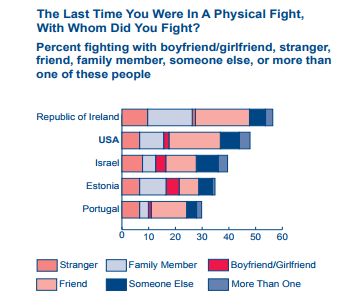 The Last Time You Were In A Physical Fight,
With Whom Did You Fight?
Percent fighting with boyfriend/girlfriend, stranger,
friend, family member, someone else, or more than
one of these people
Republic of Ireland
USA
Israel
Estonia
Portugal
0 10 20 30 40 50 60
Stranger Family Member Boyfriend/Girlfriend
Friend Someone Else More Than One